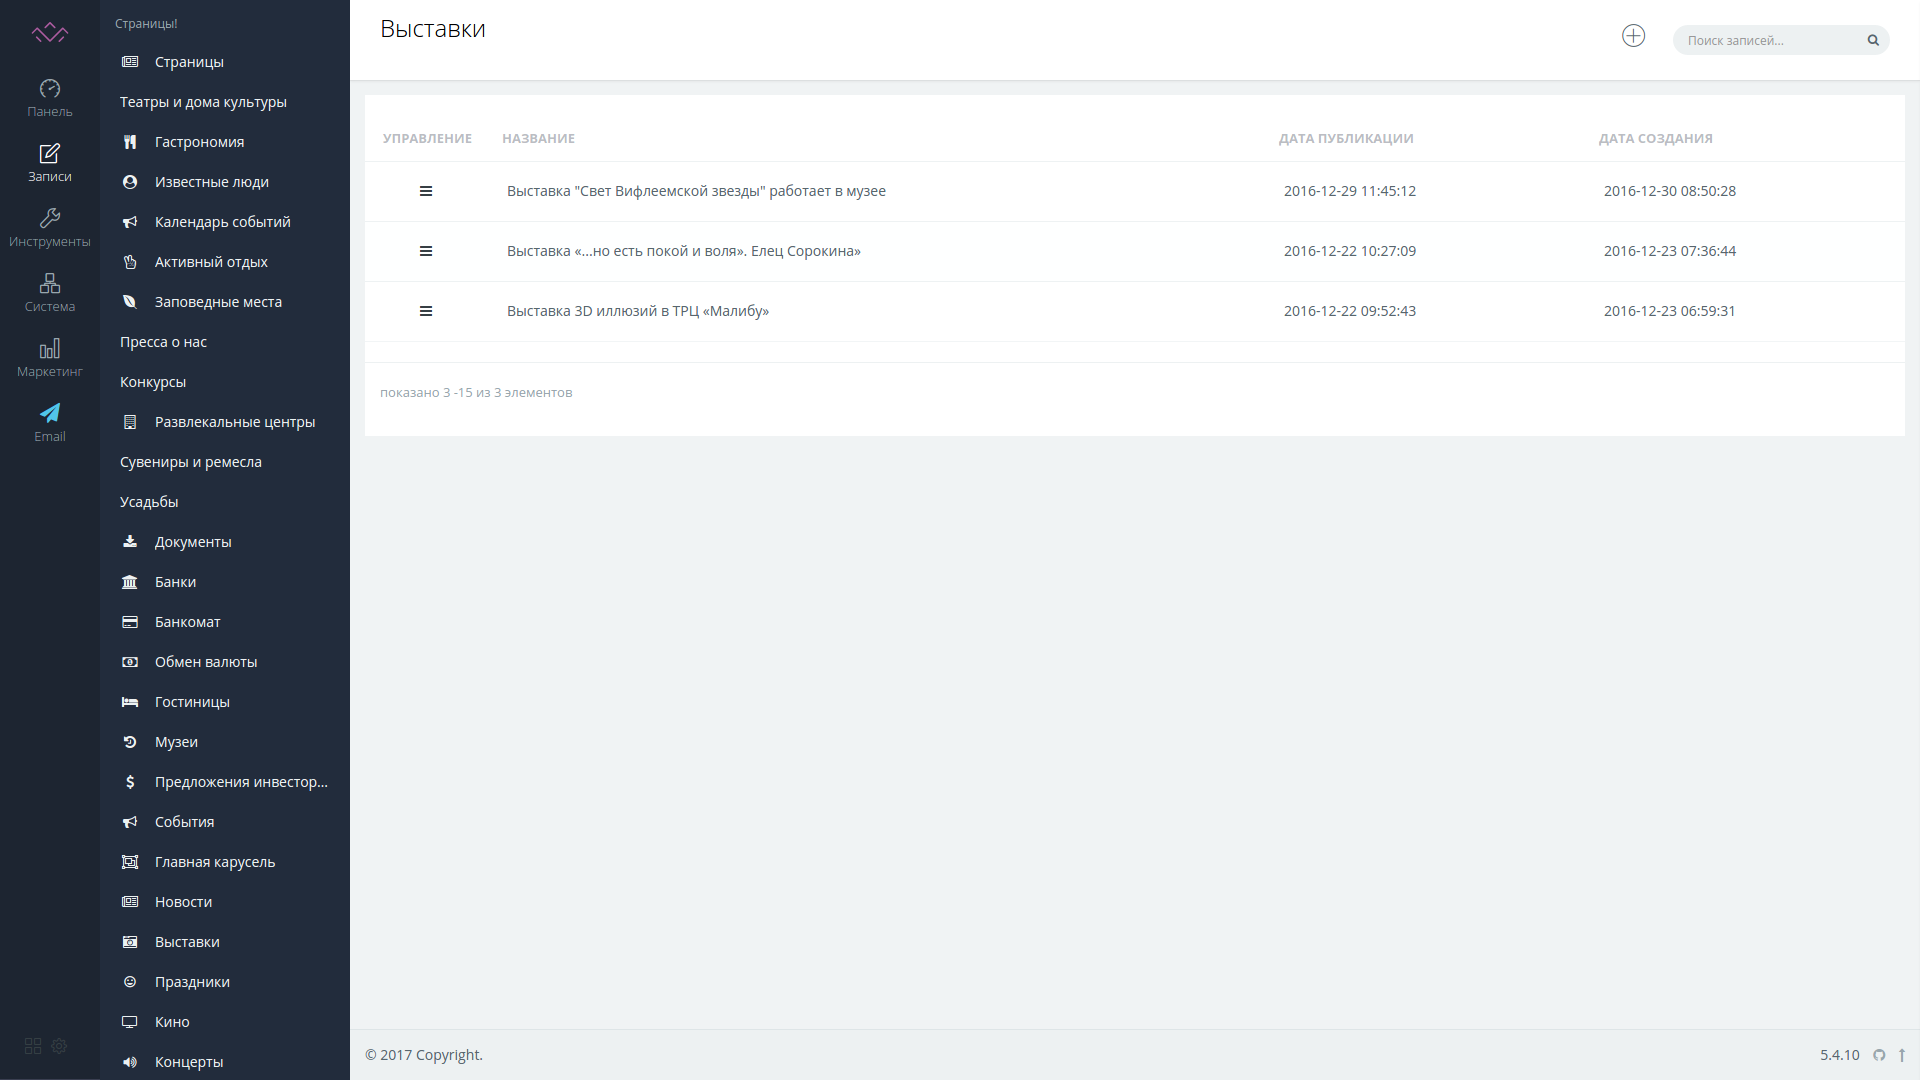 Панель
Записи
Инструменты
Система
Маркетинг
Email
Страницы!
Страницы
Театры и дома культуры
Гастрономия
Известные люди
Календарь событий
Активный отдых
Заповедные места
Пресса о нас
Конкурсы
Развлекальные центры
Сувениры и ремесла
Усадьбы
Документы
Банки
Банкомат
Обмен валюты
Гостиницы
Музеи
Предложения инвестор...
События
Главная карусель
Новости
Выставки
Праздники
Кино
Концерты
Выставки
Поиск записей...
УПРАВЛЕНИЕ НАЗВАНИЕ ДАТА ПУБЛИКАЦИИ ДАТА СОЗДАНИЯ
Выставка "Свет Вифлеемской звезды" работает в музее 2016-12-29 11:45:12 2016-12-30 08:50:28
Выставка «...но есть покой и воля». Елец Сорокина» 2016-12-22 10:27:09 2016-12-23 07:36:44
Выставка 3D иллюзий в ТРЦ «Малибу» 2016-12-22 09:52:43 2016-12-23 06:59:31
показано 3 -15 из 3 элементов
© 2017 Copyright. 5.4.10